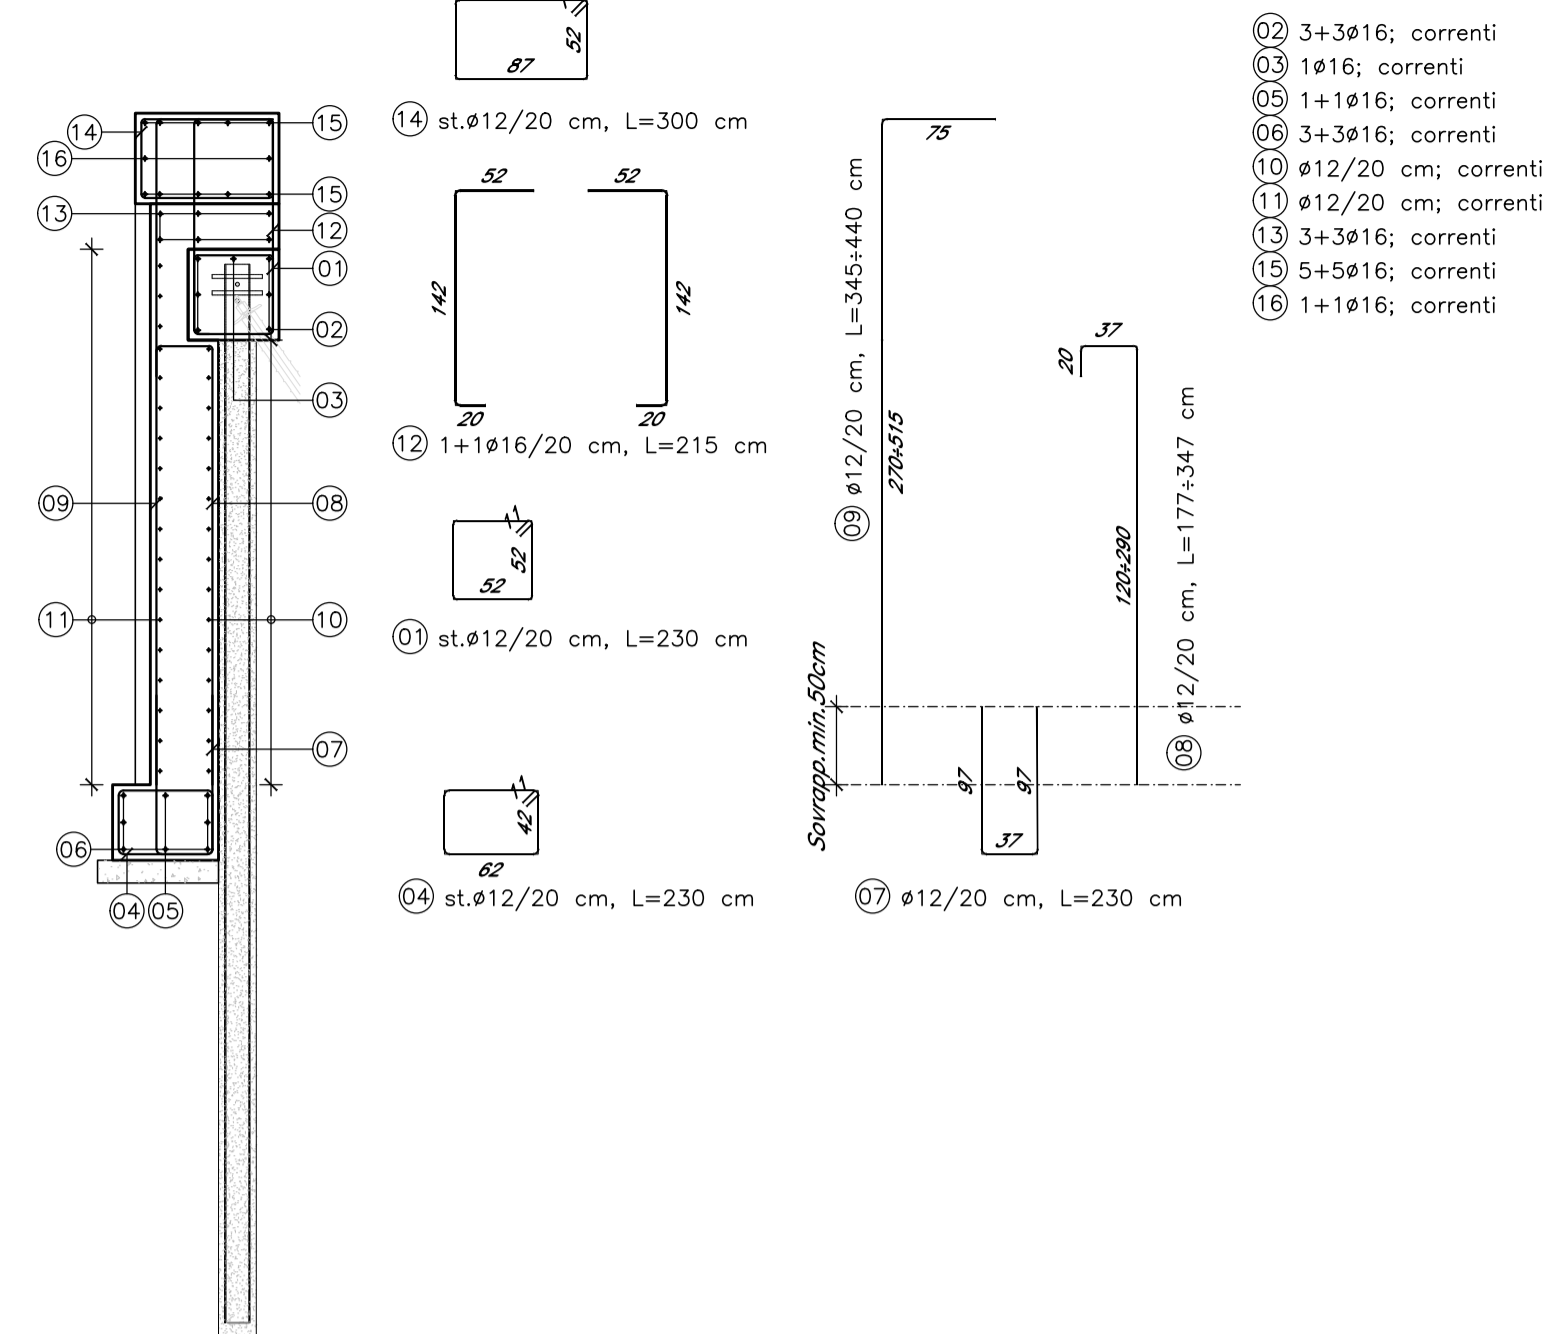 14
16
13
09
11
06
04
05
15
15
12
01
02
03
08
10
07
52
87
14 st.ø12/20 cm, L=300 cm
52
52
142
142
20
20
12 1+1ø16/20 cm, L=215 cm
52
52
01 st.ø12/20 cm, L=230 cm
42
62
04 st.ø12/20 cm, L=230 cm
75
09 ø12/20 cm, L=345÷440 cm
270÷515
37
20
120÷290
08 ø12/20 cm, L=177÷347 cm
Sovrapp.min.50cm
97
97
37
07 ø12/20 cm, L=230 cm
02 3+3ø16; correnti
03 1ø16; correnti
05 1+1ø16; correnti
06 3+3ø16; correnti
10 ø12/20 cm; correnti
11 ø12/20 cm; correnti
13 3+3ø16; correnti
15 5+5ø16; correnti
16 1+1ø16; correnti